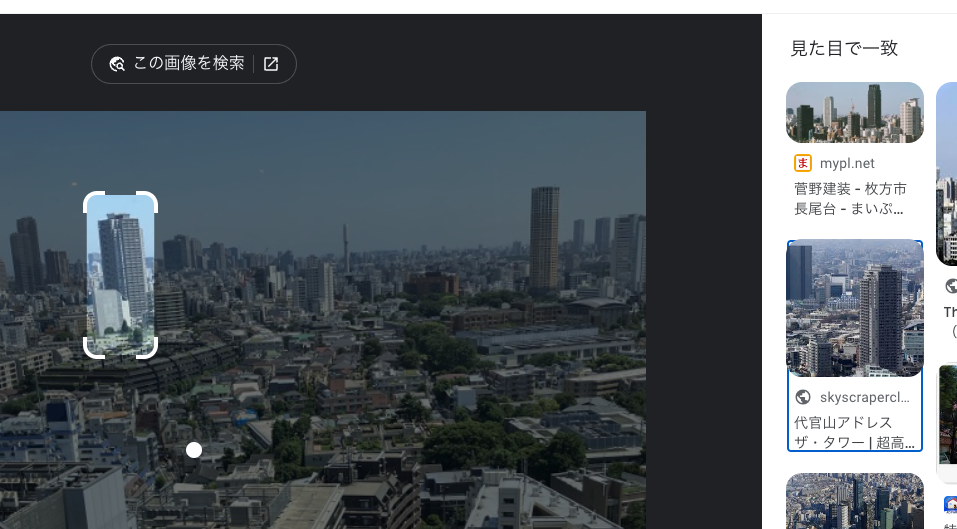 この画像を検索
見た目で一致
mypl.net
菅野建装 - 枚方市
長尾台 - まいぷ...
skyscrapercl...
代官山アドレス
ザ・タワー | 超高...
Th